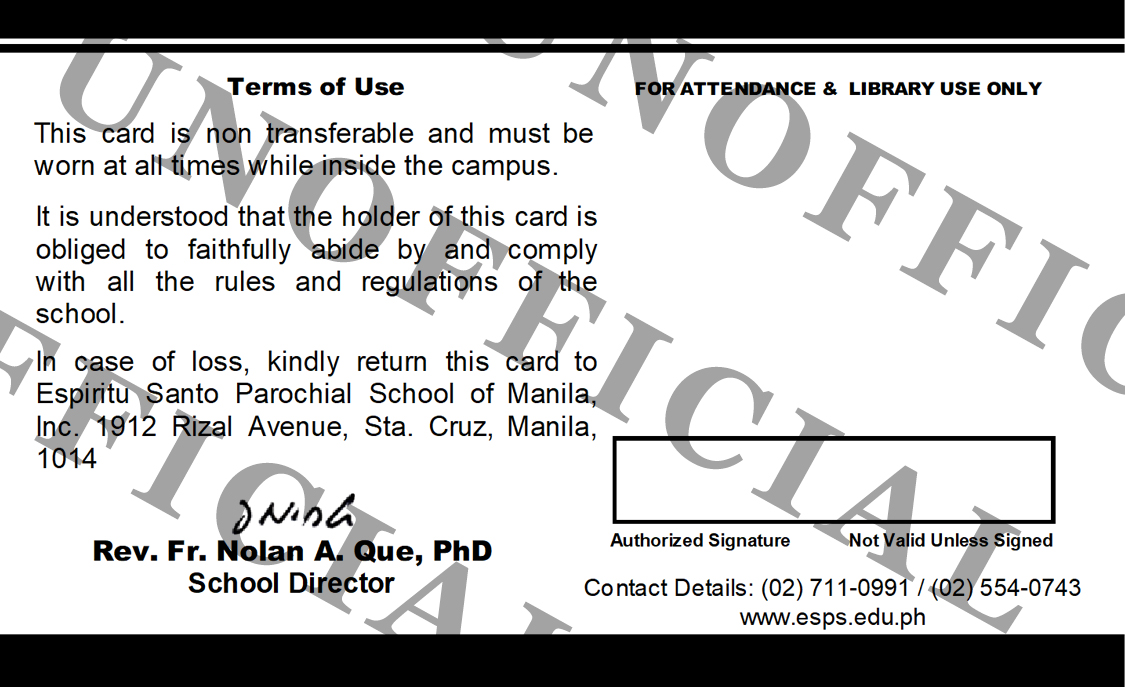 Terms of Use
This card is non transferable and must be
worn at all times while inside the campus.
It is understood that the holder of this card is
obliged to faithfully abide by and comply
with all the rules and regulations of the
school.
In case of loss, kindly return this card to
Espiritu Santo Parochial School of Manila,
Inc. 1912 Rizal Avenue, Sta. Cruz, Manila,
1014
Rev. Fr. Nolan A. Que, PhD
School Director
FOR ATTENDANCE & LIBRARY USE ONLY
Authorized Signature Not Valid Unless Signed
Contact Details: (02) 711-0991 / (02) 554-0743
www.esps.edu.ph
UNOFFICIAL
UNOFFIC
FFICIAL